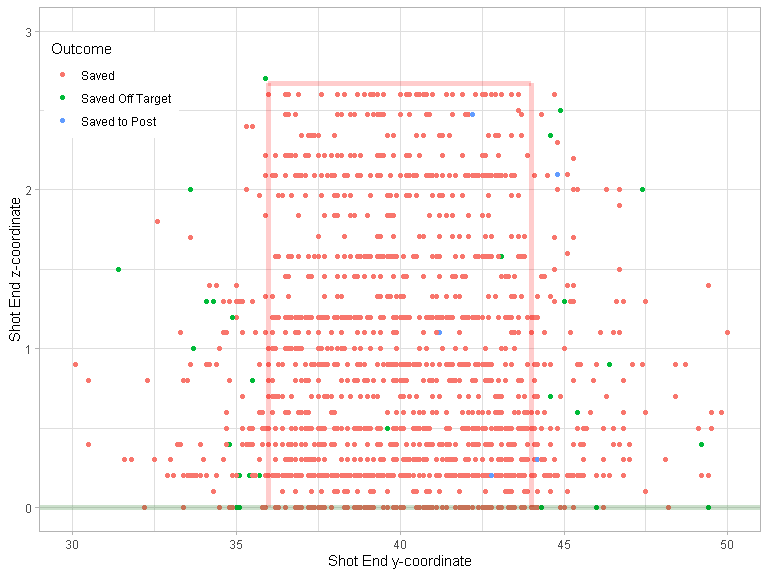 Outcome
Saved
Saved Off Target
Saved to Post
Shot End z-coordinate
3
2
1
0
30
35
40
45
50
Shot End y-coordinate